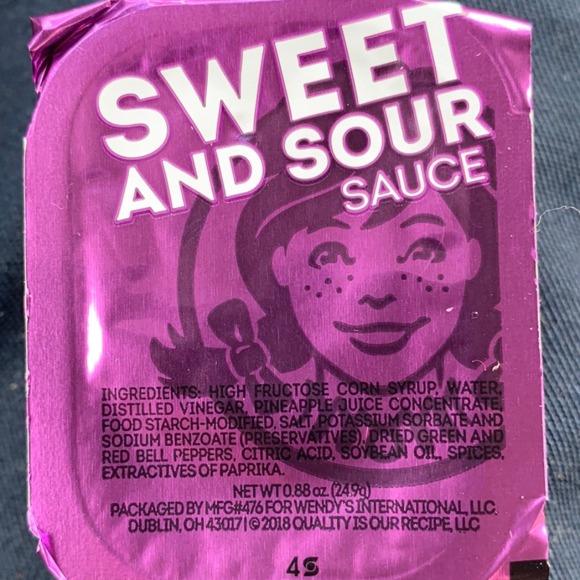 SWEET
AND SOUR
SAUCE
INGREDIENTS: HIGH FRUCTOSE CORN SYRUP, WATER,
DISTILLED VINEGAR, PINEAPPLE JUICE CONCENTRATE,
FOOD STARCH-MODIFIED, SALT, POTASSIUM SORBATE AND
SODIUM BENZOATE (PRESERVATIVES), DRIED GREEN AND
RED BELL PEPPERS, CITRIC ACID, SOYBEAN OIL, SPICES,
EXTRACTIVES OF PAPRIKA.
NET WT 0.88 oz. (24.9g)
PACKAGED BY MFG#476 FOR WENDY'S INTERNATIONAL, LLC.
DUBLIN, OH 43017 | © 2018 QUALITY IS OUR RECIPE, LLC
4